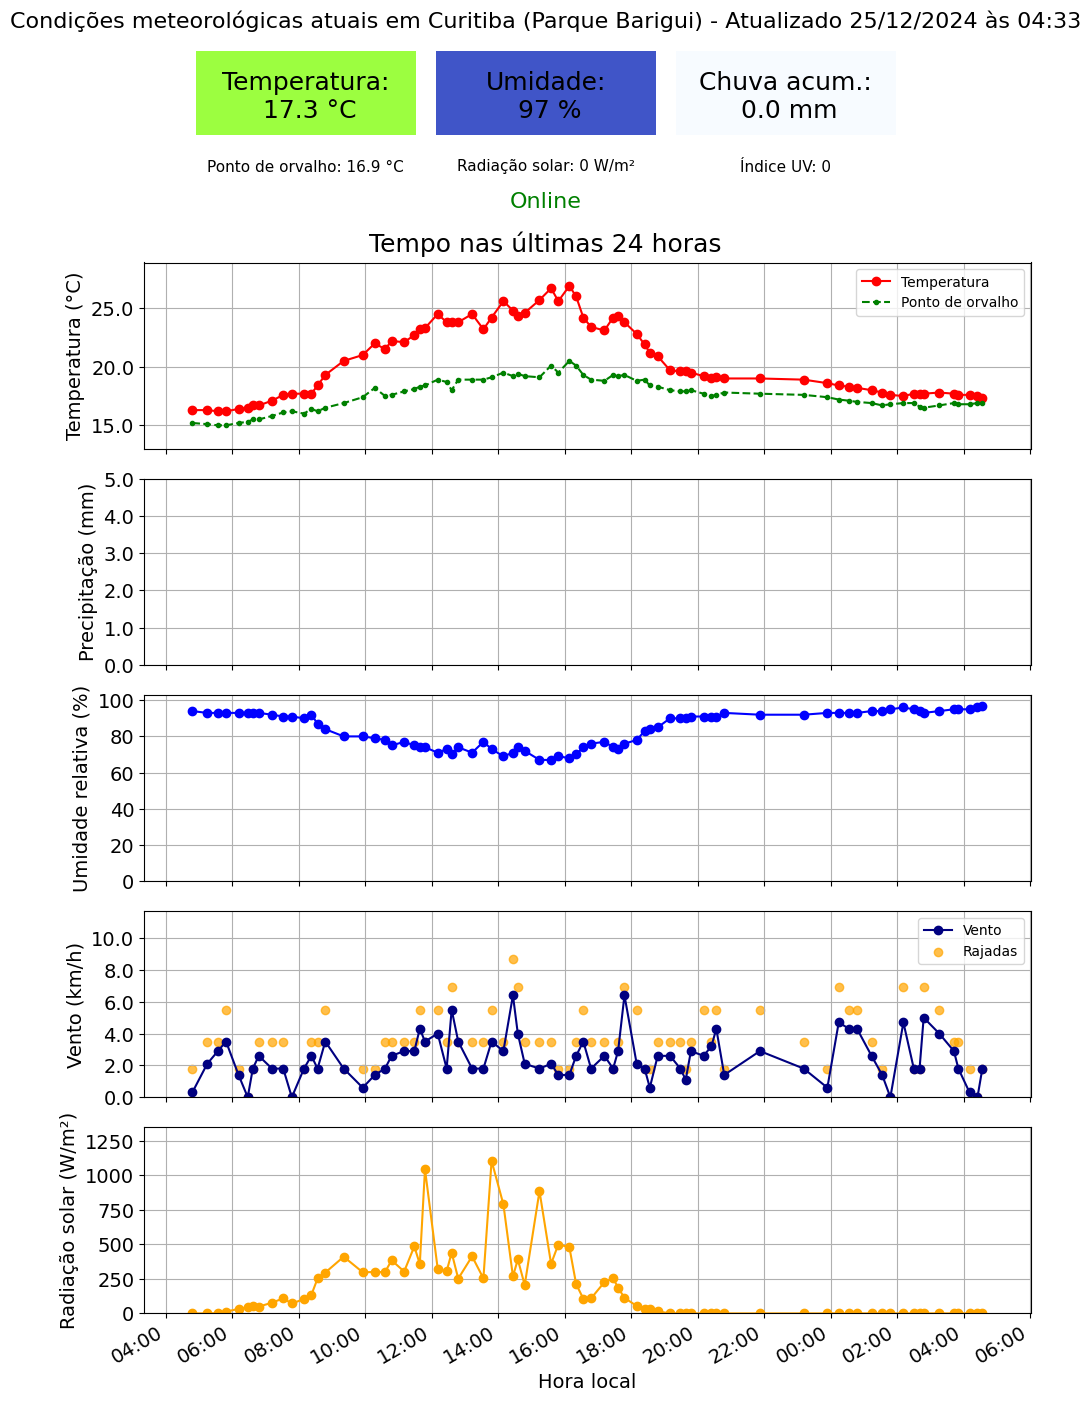 Condições meteorológicas atuais em Curitiba (Parque Barigui) - Atualizado 25/12/2024 às 04:33
Temperatura:
17.3 °C
Umidade:
97 %
Chuva acum.:
0.0 mm
Ponto de orvalho: 16.9 °C
Radiação solar: 0 W/m²
Índice UV: 0
Online
Tempo nas últimas 24 horas
Temperatura (°C)
25.0
20.0
15.0
Temperatura
Ponto de orvalho
Precipitação (mm)
5.0
4.0
3.0
2.0
1.0
0.0
Umidade relativa (%)
100
80
60
40
20
0
Vento (km/h)
10.0
8.0
6.0
4.0
2.0
0.0
Vento
Rajadas
Radiação solar (W/m²)
1250
1000
750
500
250
0
04:00
06:00
08:00
10:00
12:00
14:00
16:00
18:00
20:00
22:00
00:00
02:00
04:00
06:00
Hora local